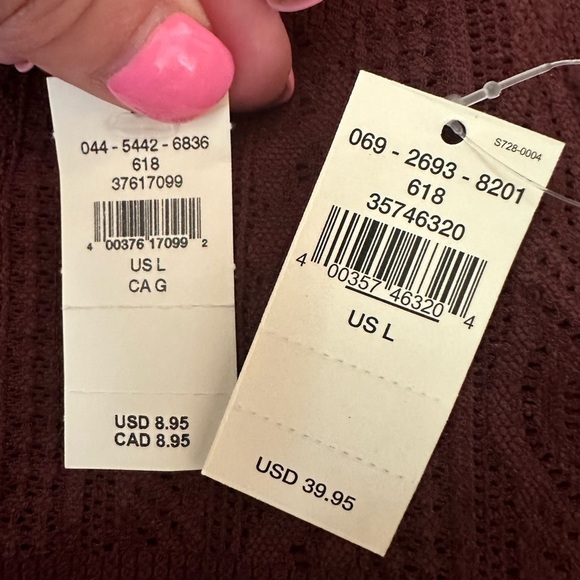 044 - 5442 - 6836
618
37617099
4 00376 17099 2
US L
CA G
USD 8.95
CAD 8.95
S728-0004
069 - 2693 - 8201
618
35746320
4 00357 46320 4
US L
USD 39.95